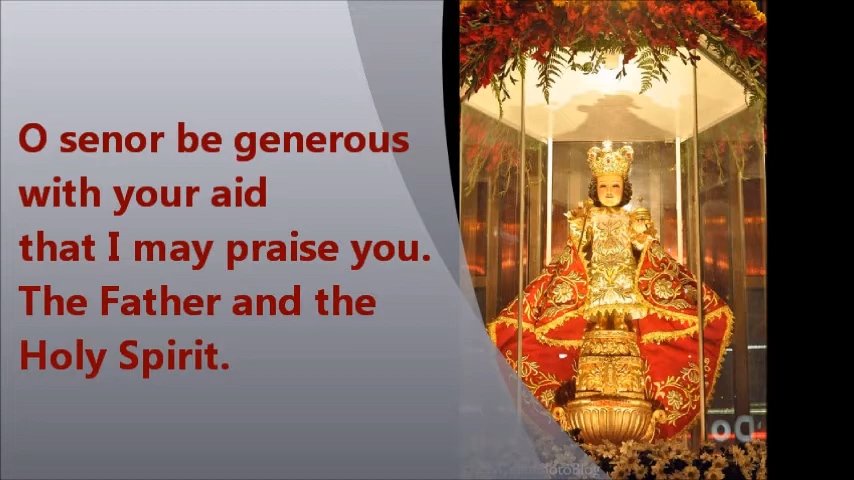 O senor be generous
with your aid
that I may praise you.
The Father and the
Holy Spirit.